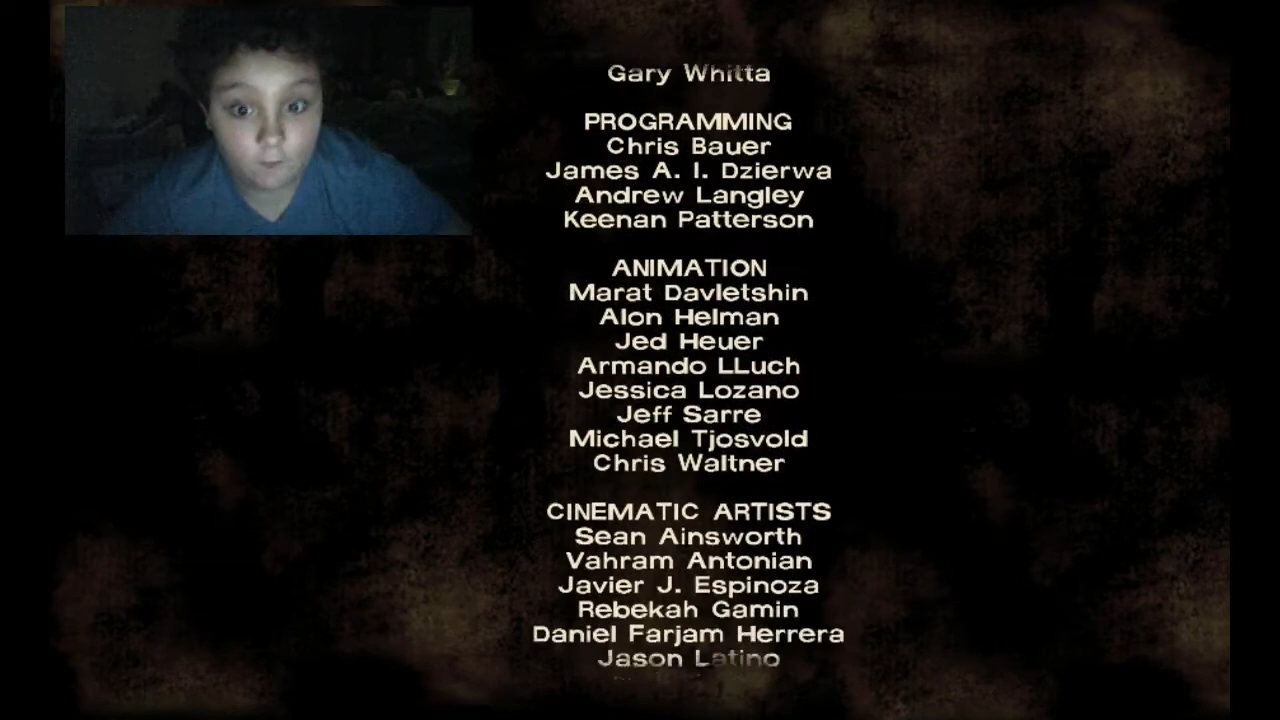 Gary Whitta
PROGRAMMING
Chris Bauer
James A. I. Dzierwa
Andrew Langley
Keenan Patterson
ANIMATION
Marat Davletshin
Alon Helman
Jed Heuer
Armando LLuch
Jessica Lozano
Jeff Sarre
Michael Tjosvold
Chris Waltner
CINEMATIC ARTISTS
Sean Ainsworth
Vahram Antonian
Javier J. Espinoza
Rebekah Gamin
Daniel Farjam Herrera
Jason Latino